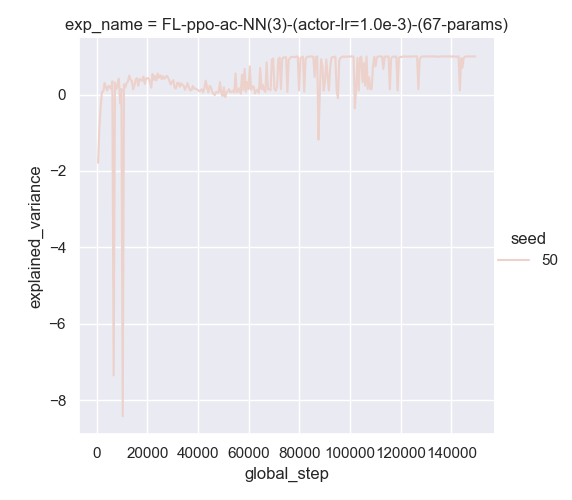 exp_name = FL-ppo-ac-NN(3)-(actor-lr=1.0e-3)-(67-params)
0
−2
−4
−6
−8
explained_variance
seed
50
0 20000 40000 60000 80000 100000 120000 140000
global_step